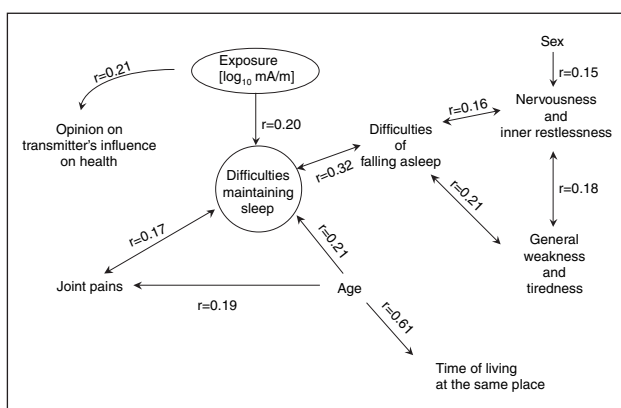 Sex
Exposure
[log10 mA/m]
r=0.21
r=0.15
r=0.20
r=0.16
Nervousness
and
inner restlessness
Opinion on
transmitter's influence
on health
Difficulties
of
falling asleep
r=0.32
Difficulties
maintaining
sleep
r=0.21
r=0.18
r=0.17
r=0.21
General
weakness
and
tiredness
Joint pains
Age
r=0.19
r=0.61
Time of living
at the same place